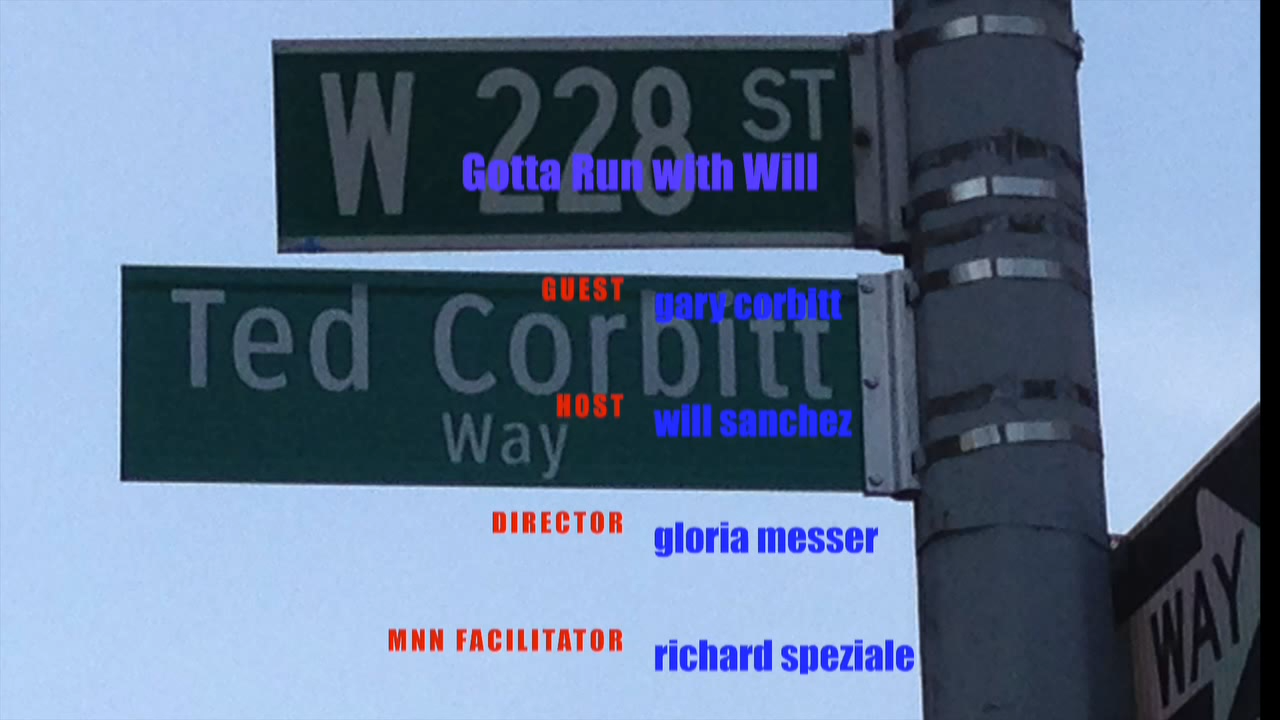 W 228 ST
Gotta Run with Will
Ted Corbitt
Way
GUEST gary corbitt
HOST will sanchez
DIRECTOR gloria messer
MNN FACILITATOR richard speziale
WAY